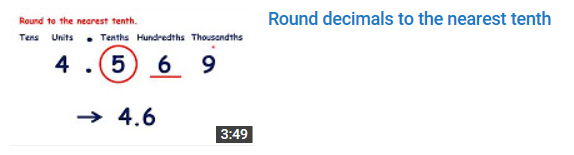 Round to the nearest tenth.
Tens Units . Tenths Hundredths Thousandths
4 . 5 6 9
→ 4.6
3:49
Round decimals to the nearest tenth